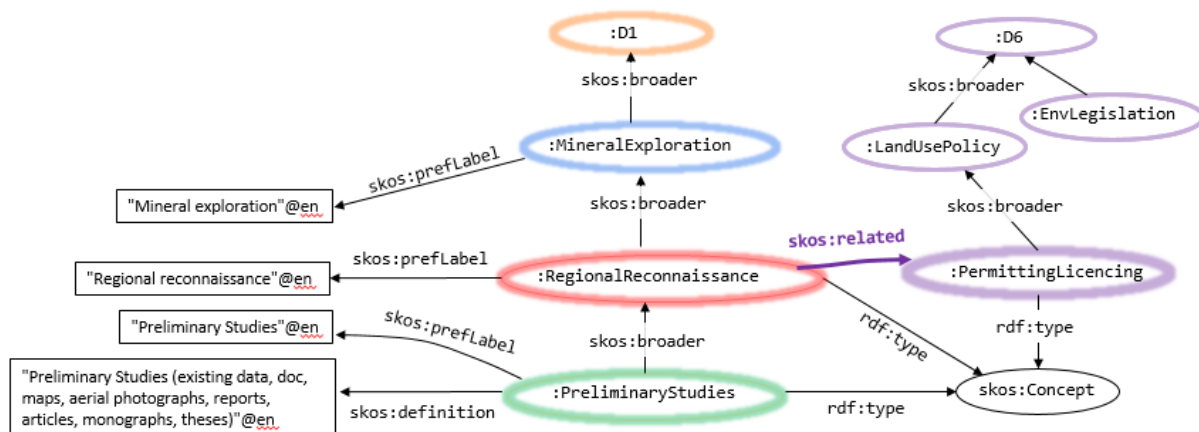 :D1
:D6
skos:broader
skos:broader
:EnvLegislation
:MineralExploration
:LandUsePolicy
skos:prefLabel
"Mineral exploration"@en
skos:broader
skos:broader
skos:related
skos:prefLabel
"Regional reconnaissance"@en
:RegionalReconnaissance
:PermittingLicencing
"Preliminary Studies"@en
skos:prefLabel
skos:broader
rdf:type
rdf:type
"Preliminary Studies (existing data, doc,
maps, aerial photographs, reports,
articles, monographs, theses)"@en
skos:definition
:PreliminaryStudies
rdf:type
skos:Concept